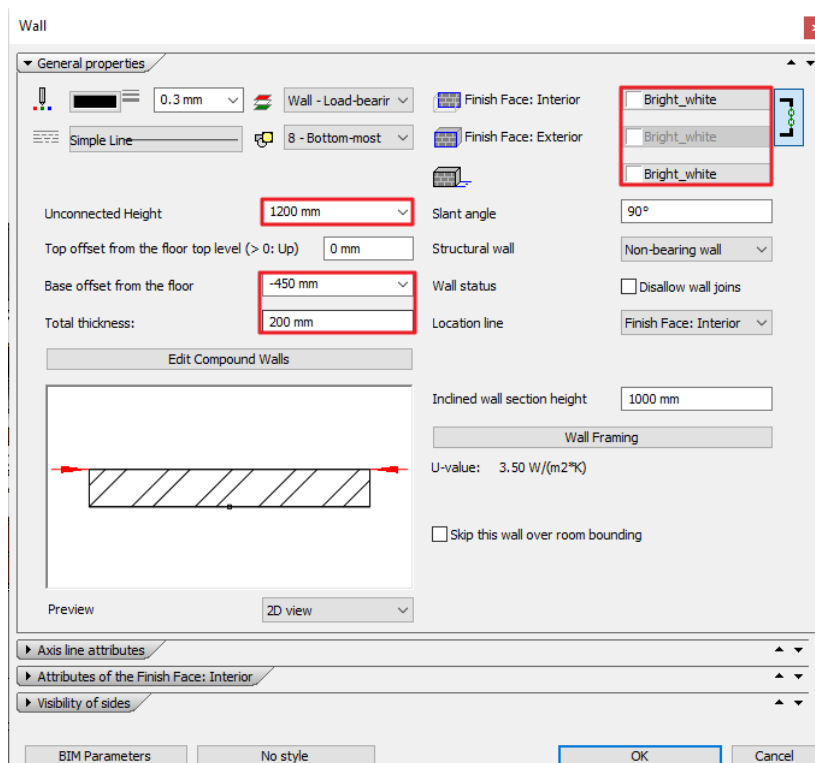 Wall
General properties
0.3 mm
Wall - Load-bearir
Finish Face: Interior
Bright_white
Simple Line
8 - Bottom-most
Finish Face: Exterior
Bright_white
Bright_white
Unconnected Height
1200 mm
Slant angle
90°
Top offset from the floor top level (> 0: Up)
0 mm
Structural wall
Non-bearing wall
Base offset from the floor
-450 mm
Wall status
Disallow wall joins
Total thickness:
200 mm
Location line
Finish Face: Interior
Edit Compound Walls
Inclined wall section height
1000 mm
Wall Framing
U-value: 3.50 W/(m2*K)
Skip this wall over room bounding
Preview
2D view
Axis line attributes
Attributes of the Finish Face: Interior
Visibility of sides
BIM Parameters
No style
OK
Cancel